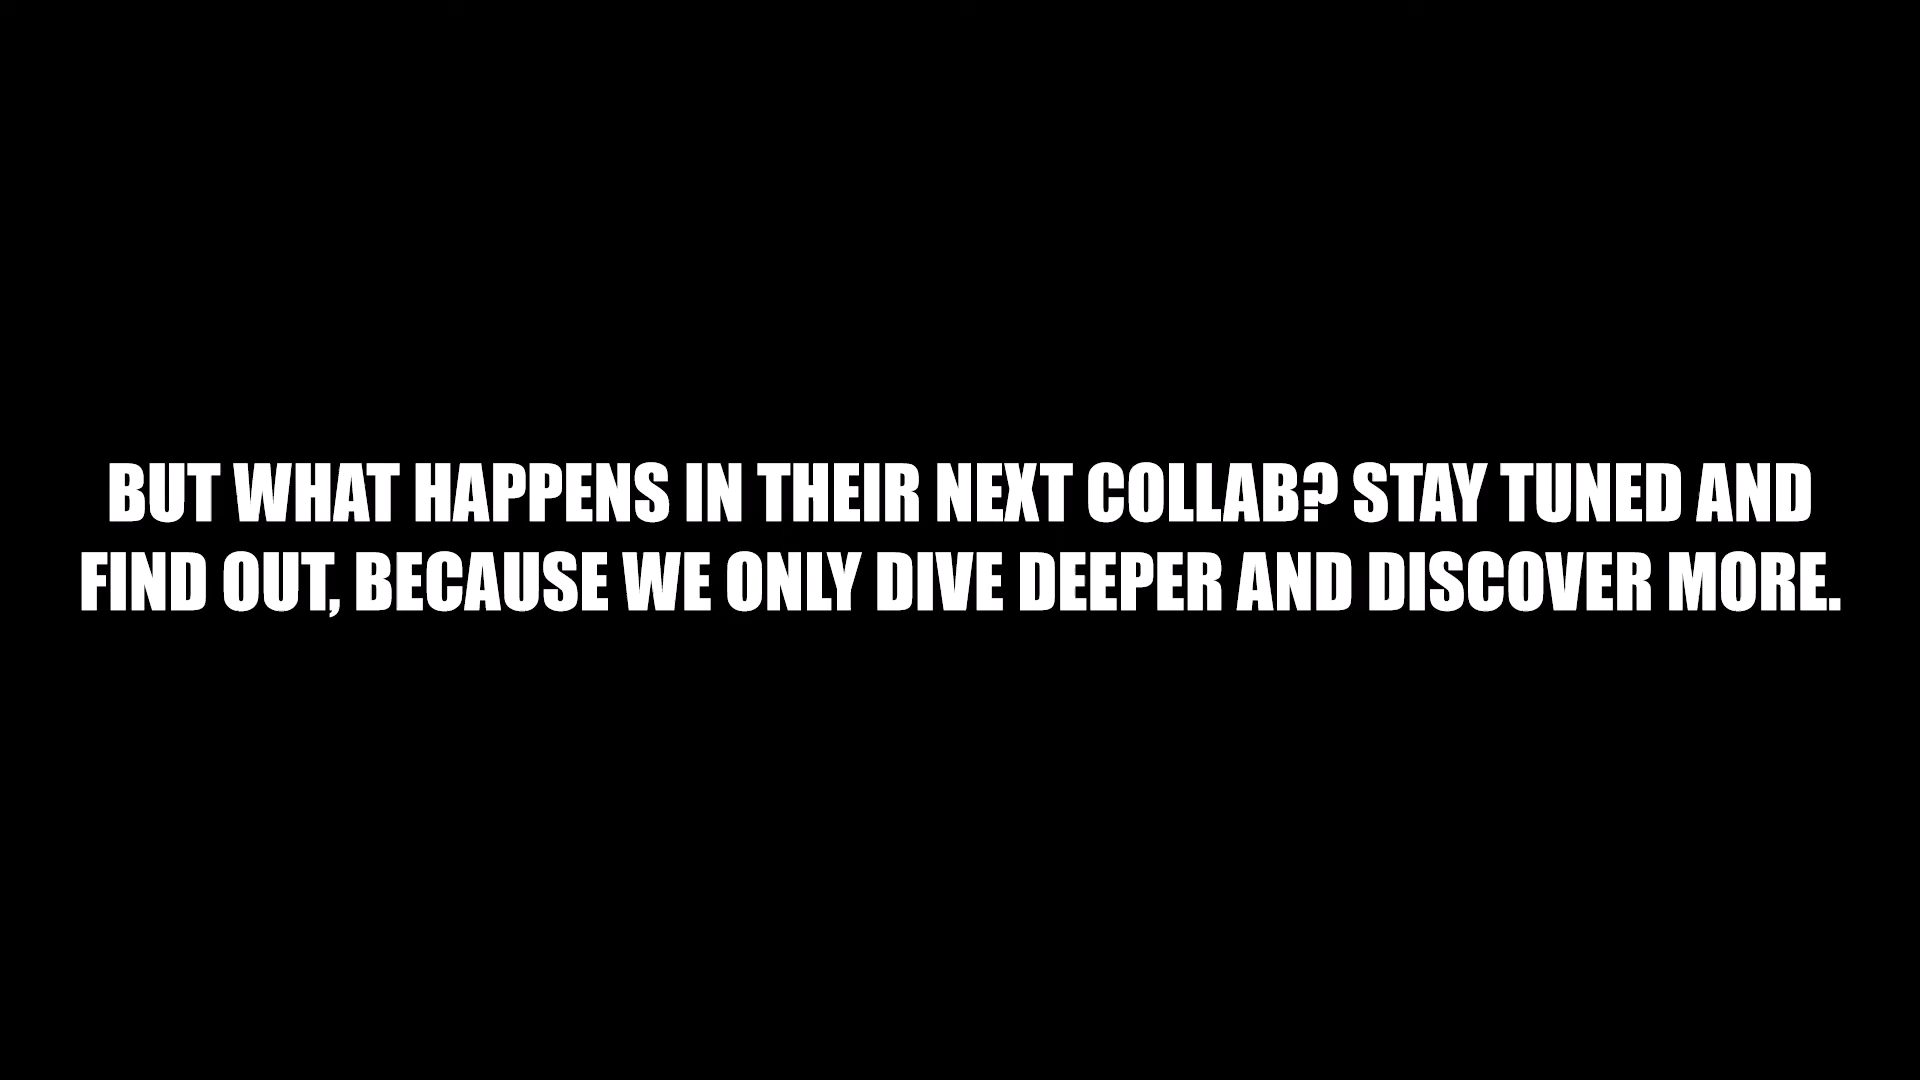 BUT WHAT HAPPENS IN THEIR NEXT COLLAB? STAY TUNED AND
FIND OUT, BECAUSE WE ONLY DIVE DEEPER AND DISCOVER MORE.